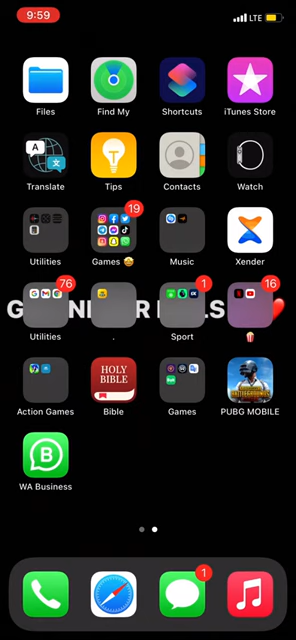 9:59
LTE
Files
Find My
Shortcuts
iTunes Store
A
Translate
Tips
Contacts
Watch
Utilities
19
Games 🤩
Music
Xender
76
Utilities
.
1
Sport
16
🍿
Action Games
HOLY
BIBLE
Bible
Games
PUBG MOBILE
B
WA Business
1